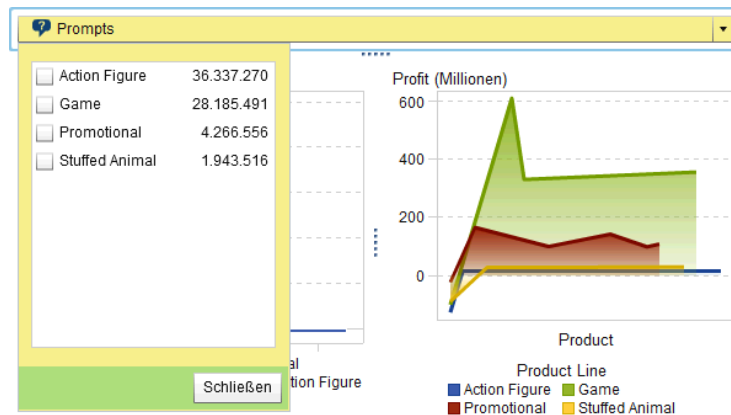 Prompts
Action Figure 36.337.270
Game 28.185.491
Promotional 4.266.556
Stuffed Animal 1.943.516
Schließen
al
tion Figure
Profit (Millionen)
600
400
200
0
Product
Product Line
Action Figure Game
Promotional Stuffed Animal